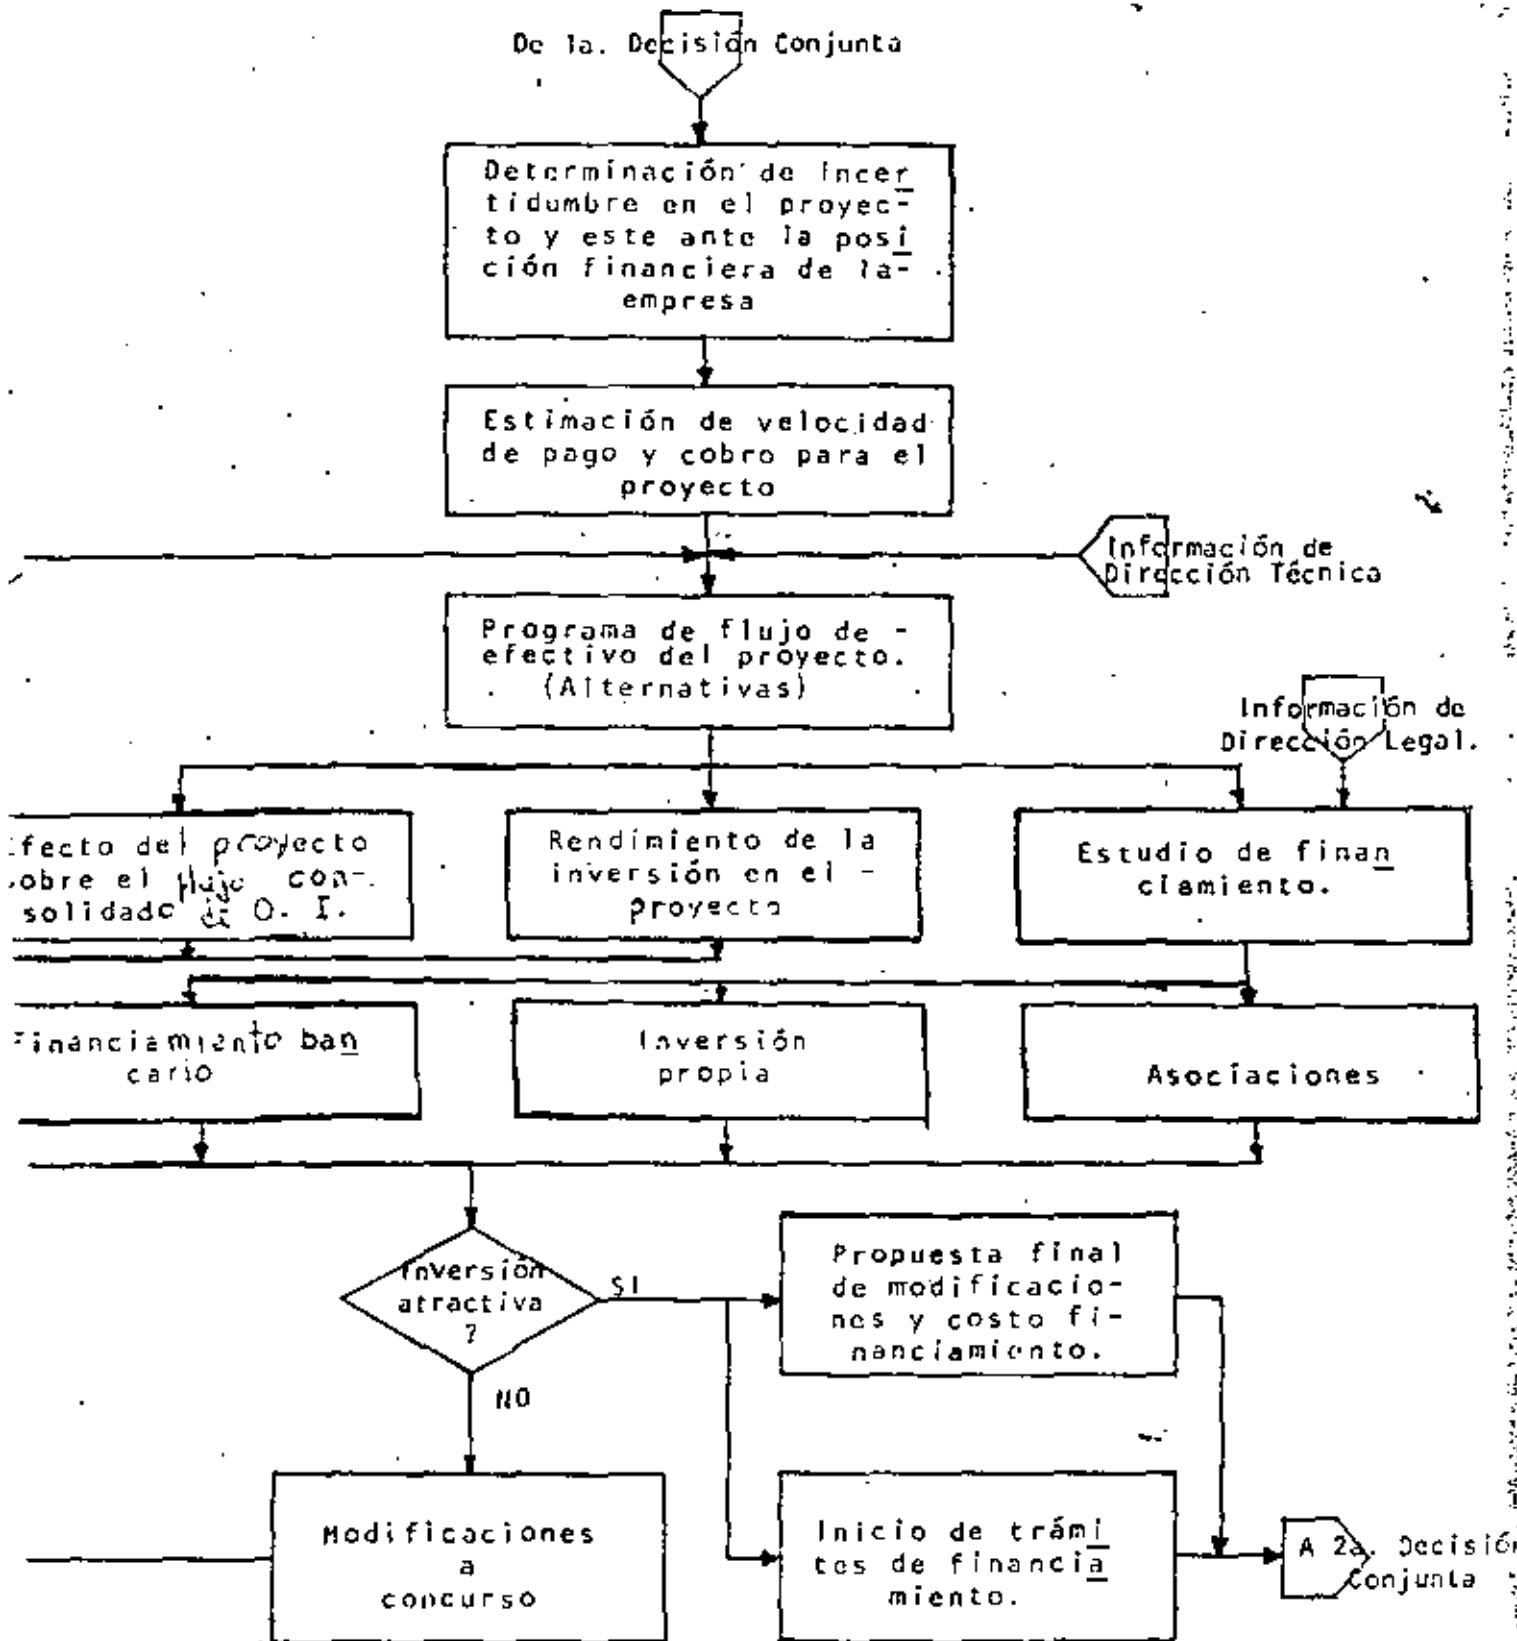 De 1a. Decisión Conjunta
Determinación de incer
tidumbre en el proyec-
to y este ante la posi
ción financiera de la-
empresa
Estimación de velocidad
de pago y cobro para el
proyecto
Información de
Dirección Técnica
Programa de flujo de -
efectivo del proyecto.
(Alternativas)
Información de
Dirección Legal.
fecto del proyecto
obre el flujo con-
solidado de O. I.
Rendimiento de la
inversión en el -
proyecto
Estudio de finan
ciamiento.
Financiamiento ban
cario
Inversión
propia
Asociaciones
Inversión
atractiva
?
SI
NO
Propuesta final
de modificacio-
nes y costo fi-
nanciamiento.
Modificaciones
a
concurso
Inicio de trámi
tes de financia
miento.
A 2a. Decisión
Conjunta